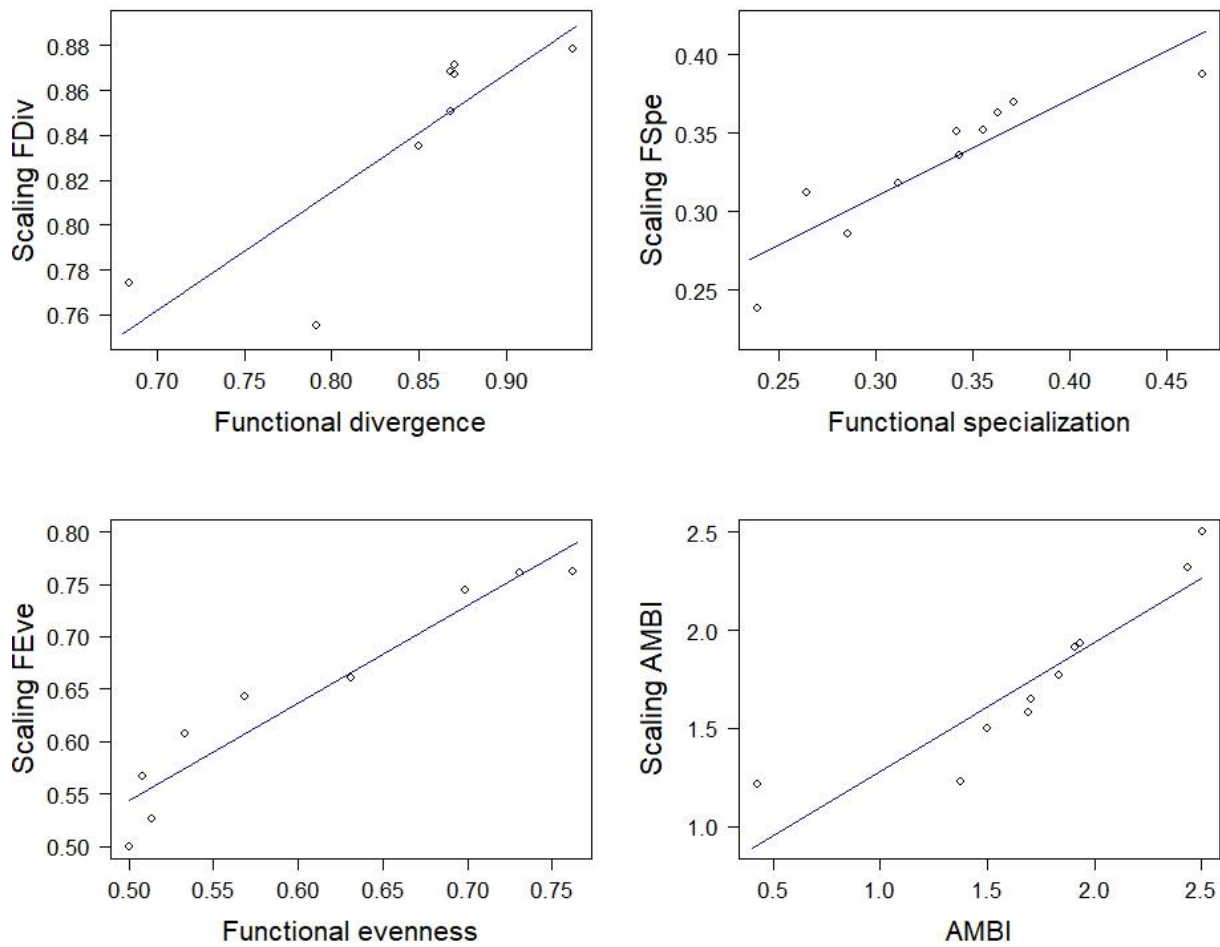 Scaling FDiv
0.88
0.86
0.84
0.82
0.80
0.78
0.76
0.70 0.75 0.80 0.85 0.90
Functional divergence
Scaling FSpe
0.40
0.35
0.30
0.25
0.25 0.30 0.35 0.40 0.45
Functional specialization
Scaling FEve
0.80
0.75
0.70
0.65
0.60
0.55
0.50
0.50 0.55 0.60 0.65 0.70 0.75
Functional evenness
Scaling AMBI
2.5
2.0
1.5
1.0
0.5 1.0 1.5 2.0 2.5
AMBI